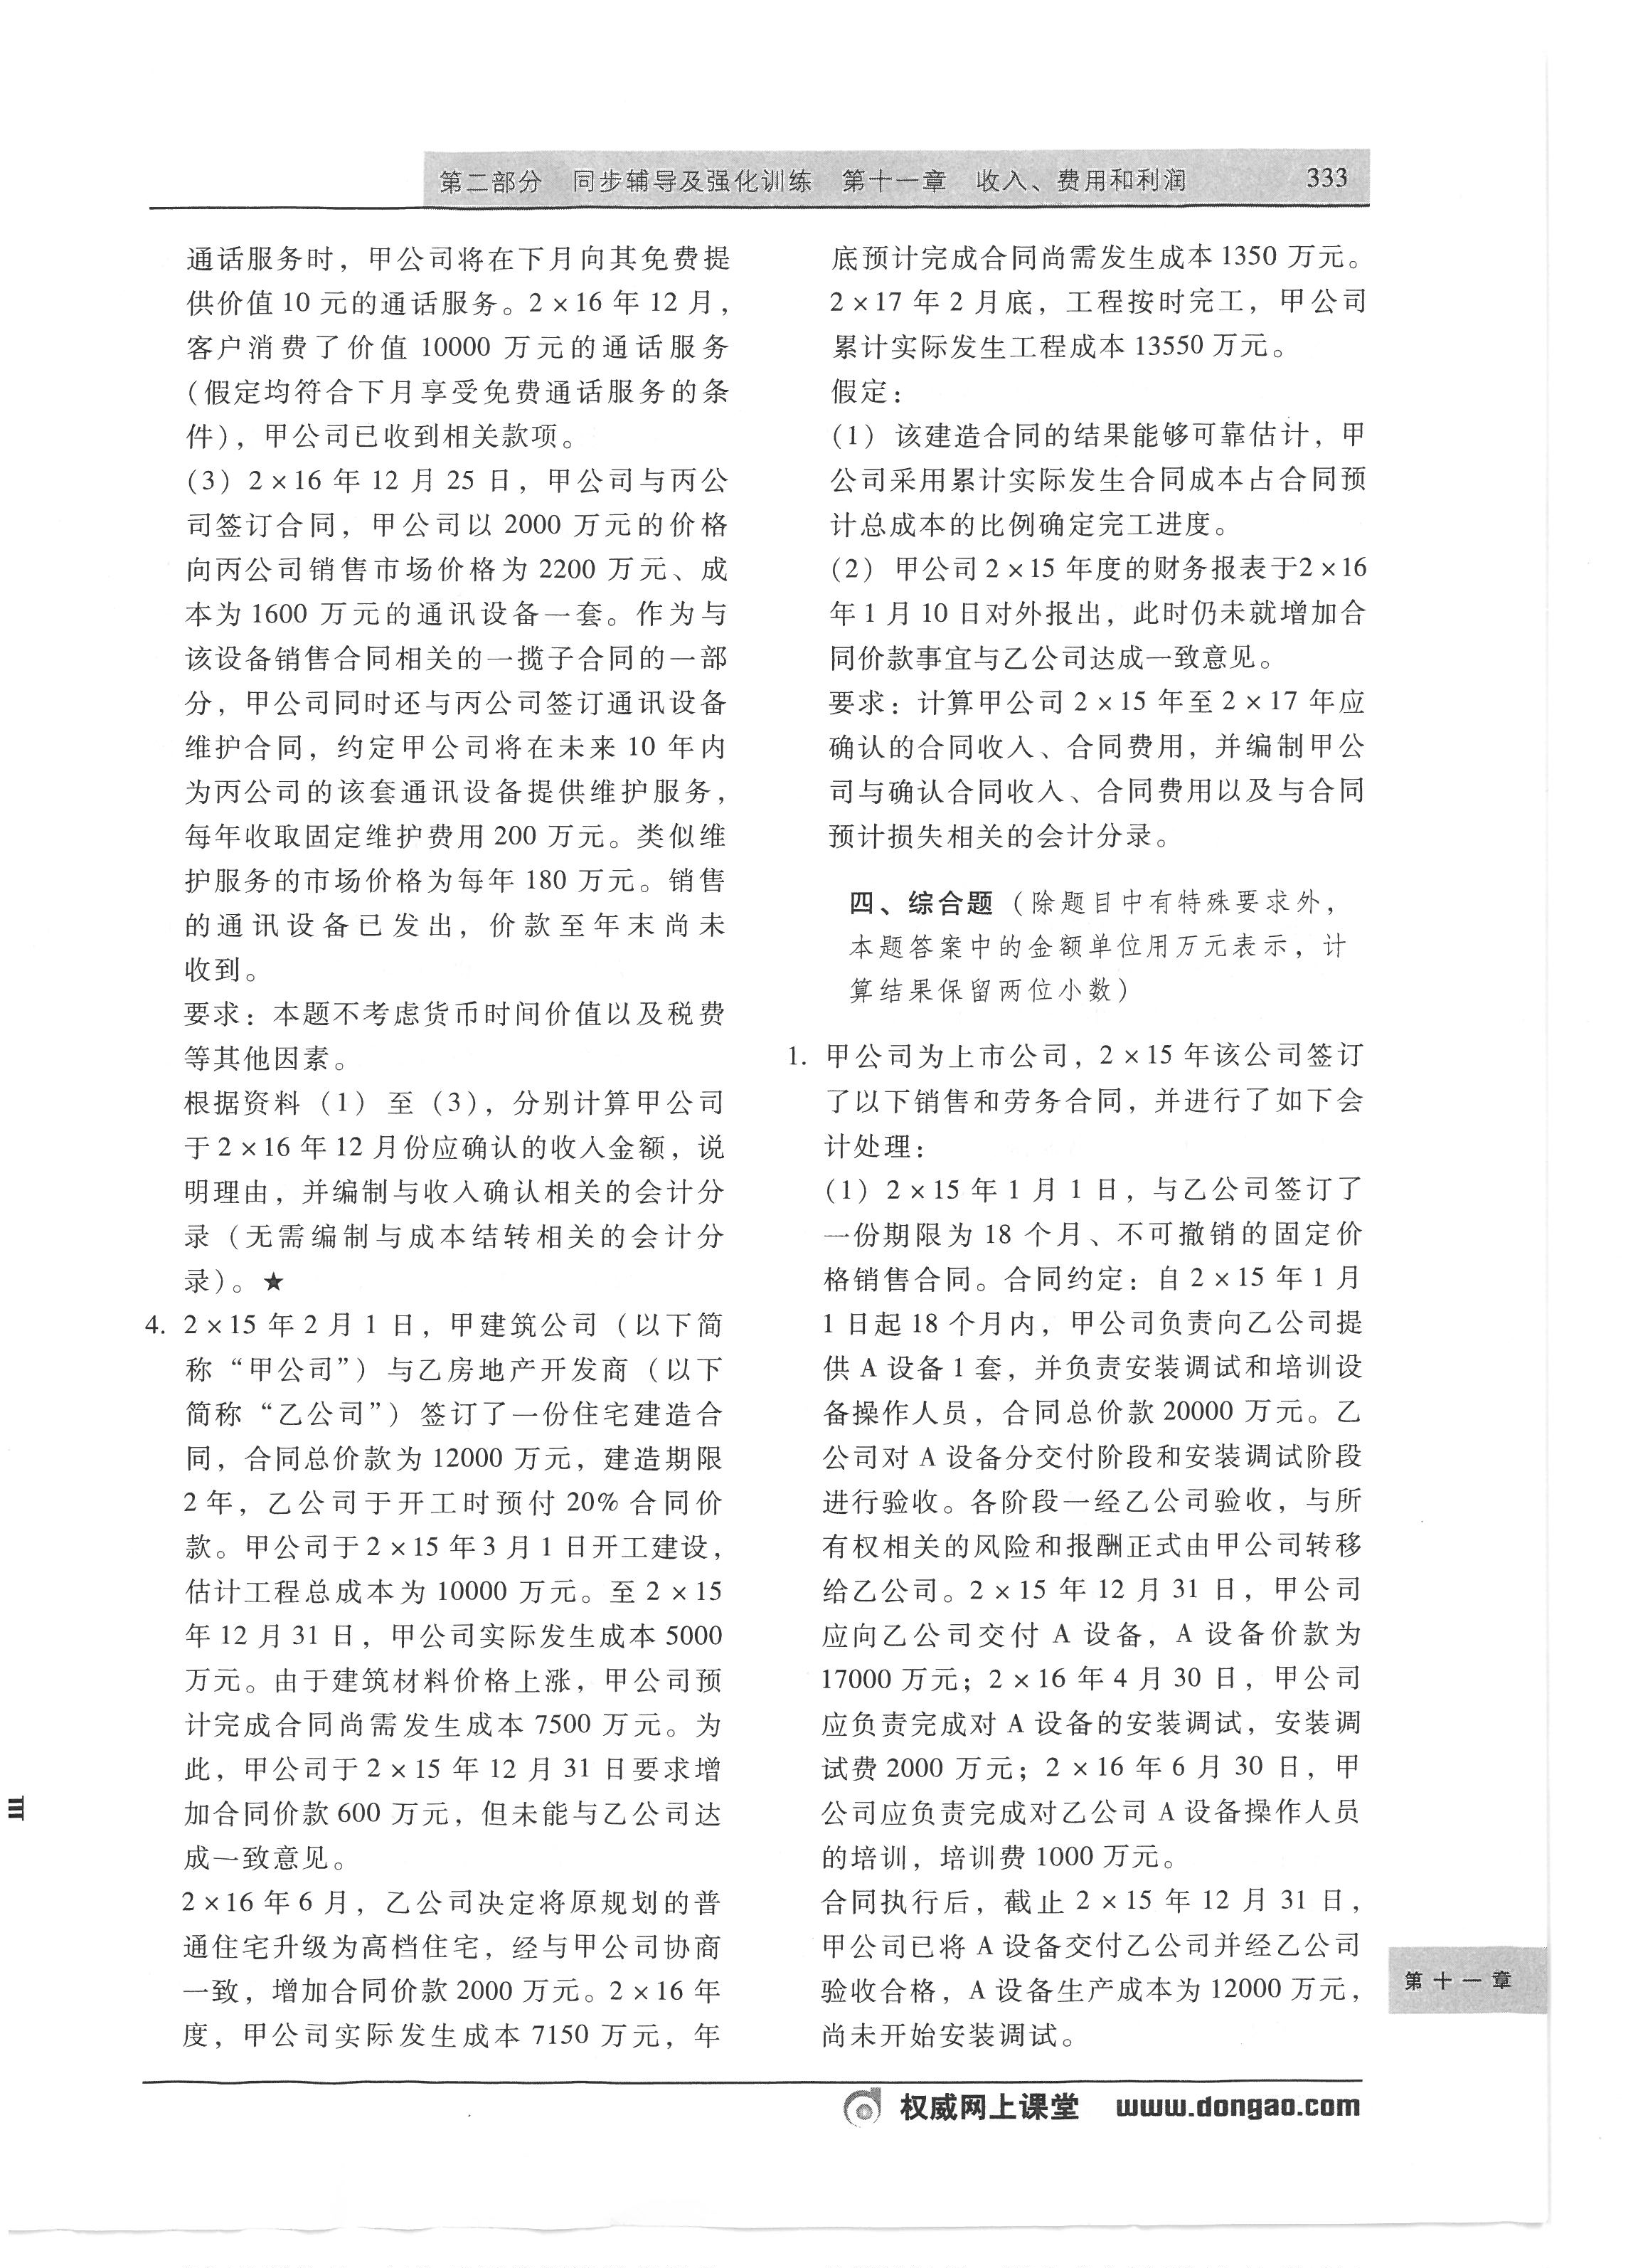 第二部分 同步辅导及强化训练 第十一章 收入、费用和利润 333
通话服务时，甲公司将在下月向其免费提
供价值 10 元的通话服务。2×16 年 12 月，
客户消费了价值 10000 万元的通话服务
(假定均符合下月享受免费通话服务的条
件)，甲公司已收到相关款项。
(3) 2×16 年 12 月 25 日，甲公司与丙公
司签订合同，甲公司以 2000 万元的价格
向丙公司销售市场价格为 2200 万元、成
本为 1600 万元的通讯设备一套。作为与
该设备销售合同相关的一揽子合同的一部
分，甲公司同时还与丙公司签订通讯设备
维护合同，约定甲公司将在未来 10 年内
为丙公司的该套通讯设备提供维护服务，
每年收取固定维护费用 200 万元。类似维
护服务的市场价格为每年 180 万元。销售
的通讯设备已发出，价款至年末尚未
收到。
要求：本题不考虑货币时间价值以及税费
等其他因素。
根据资料（1）至（3），分别计算甲公司
于 2×16 年 12 月份应确认的收入金额，说
明理由，并编制与收入确认相关的会计分
录（无需编制与成本结转相关的会计分
录）。★
4. 2×15 年 2 月 1 日，甲建筑公司（以下简
称“甲公司”）与乙房地产开发商（以下
简称“乙公司”）签订了一份住宅建造合
同，合同总价款为 12000 万元，建造期限
2 年，乙公司于开工时预付 20% 合同价
款。甲公司于 2×15 年 3 月 1 日开工建设，
估计工程总成本为 10000 万元。至 2×15
年 12 月 31 日，甲公司实际发生成本 5000
万元。由于建筑材料价格上涨，甲公司预
计完成合同尚需发生成本 7500 万元。为
此，甲公司于 2×15 年 12 月 31 日要求增
加合同价款 600 万元，但未能与乙公司达
成一致意见。
2×16 年 6 月，乙公司决定将原规划的普
通住宅升级为高档住宅，经与甲公司协商
一致，增加合同价款 2000 万元。2×16 年
度，甲公司实际发生成本 7150 万元，年
底预计完成合同尚需发生成本 1350 万元。
2×17 年 2 月底，工程按时完工，甲公司
累计实际发生工程成本 13550 万元。
假定：
(1) 该建造合同的结果能够可靠估计，甲
公司采用累计实际发生合同成本占合同预
计总成本的比例确定完工进度。
(2) 甲公司 2×15 年度的财务报表于2×16
年 1 月 10 日对外报出，此时仍未就增加合
同价款事宜与乙公司达成一致意见。
要求：计算甲公司 2×15 年至 2×17 年应
确认的合同收入、合同费用，并编制甲公
司与确认合同收入、合同费用以及与合同
预计损失相关的会计分录。
四、综合题（除题目中有特殊要求外，
本题答案中的金额单位用万元表示，计
算结果保留两位小数）
1. 甲公司为上市公司，2×15 年该公司签订
了以下销售和劳务合同，并进行了如下会
计处理：
(1) 2×15 年 1 月 1 日，与乙公司签订了
一份期限为 18 个月、不可撤销的固定价
格销售合同。合同约定：自 2×15 年 1 月
1 日起 18 个月内，甲公司负责向乙公司提
供 A 设备 1 套，并负责安装调试和培训设
备操作人员，合同总价款 20000 万元。乙
公司对 A 设备分交付阶段和安装调试阶段
进行验收。各阶段一经乙公司验收，与所
有权相关的风险和报酬正式由甲公司转移
给乙公司。2×15 年 12 月 31 日，甲公司
应向乙公司交付 A 设备，A 设备价款为
17000 万元；2×16 年 4 月 30 日，甲公司
应负责完成对 A 设备的安装调试，安装调
试费 2000 万元；2×16 年 6 月 30 日，甲
公司应负责完成对乙公司 A 设备操作人员
的培训，培训费 1000 万元。
合同执行后，截止 2×15 年 12 月 31 日，
甲公司已将 A 设备交付乙公司并经乙公司
验收合格，A 设备生产成本为 12000 万元，
尚未开始安装调试。
第十一章
权威网上课堂 www.dongao.com